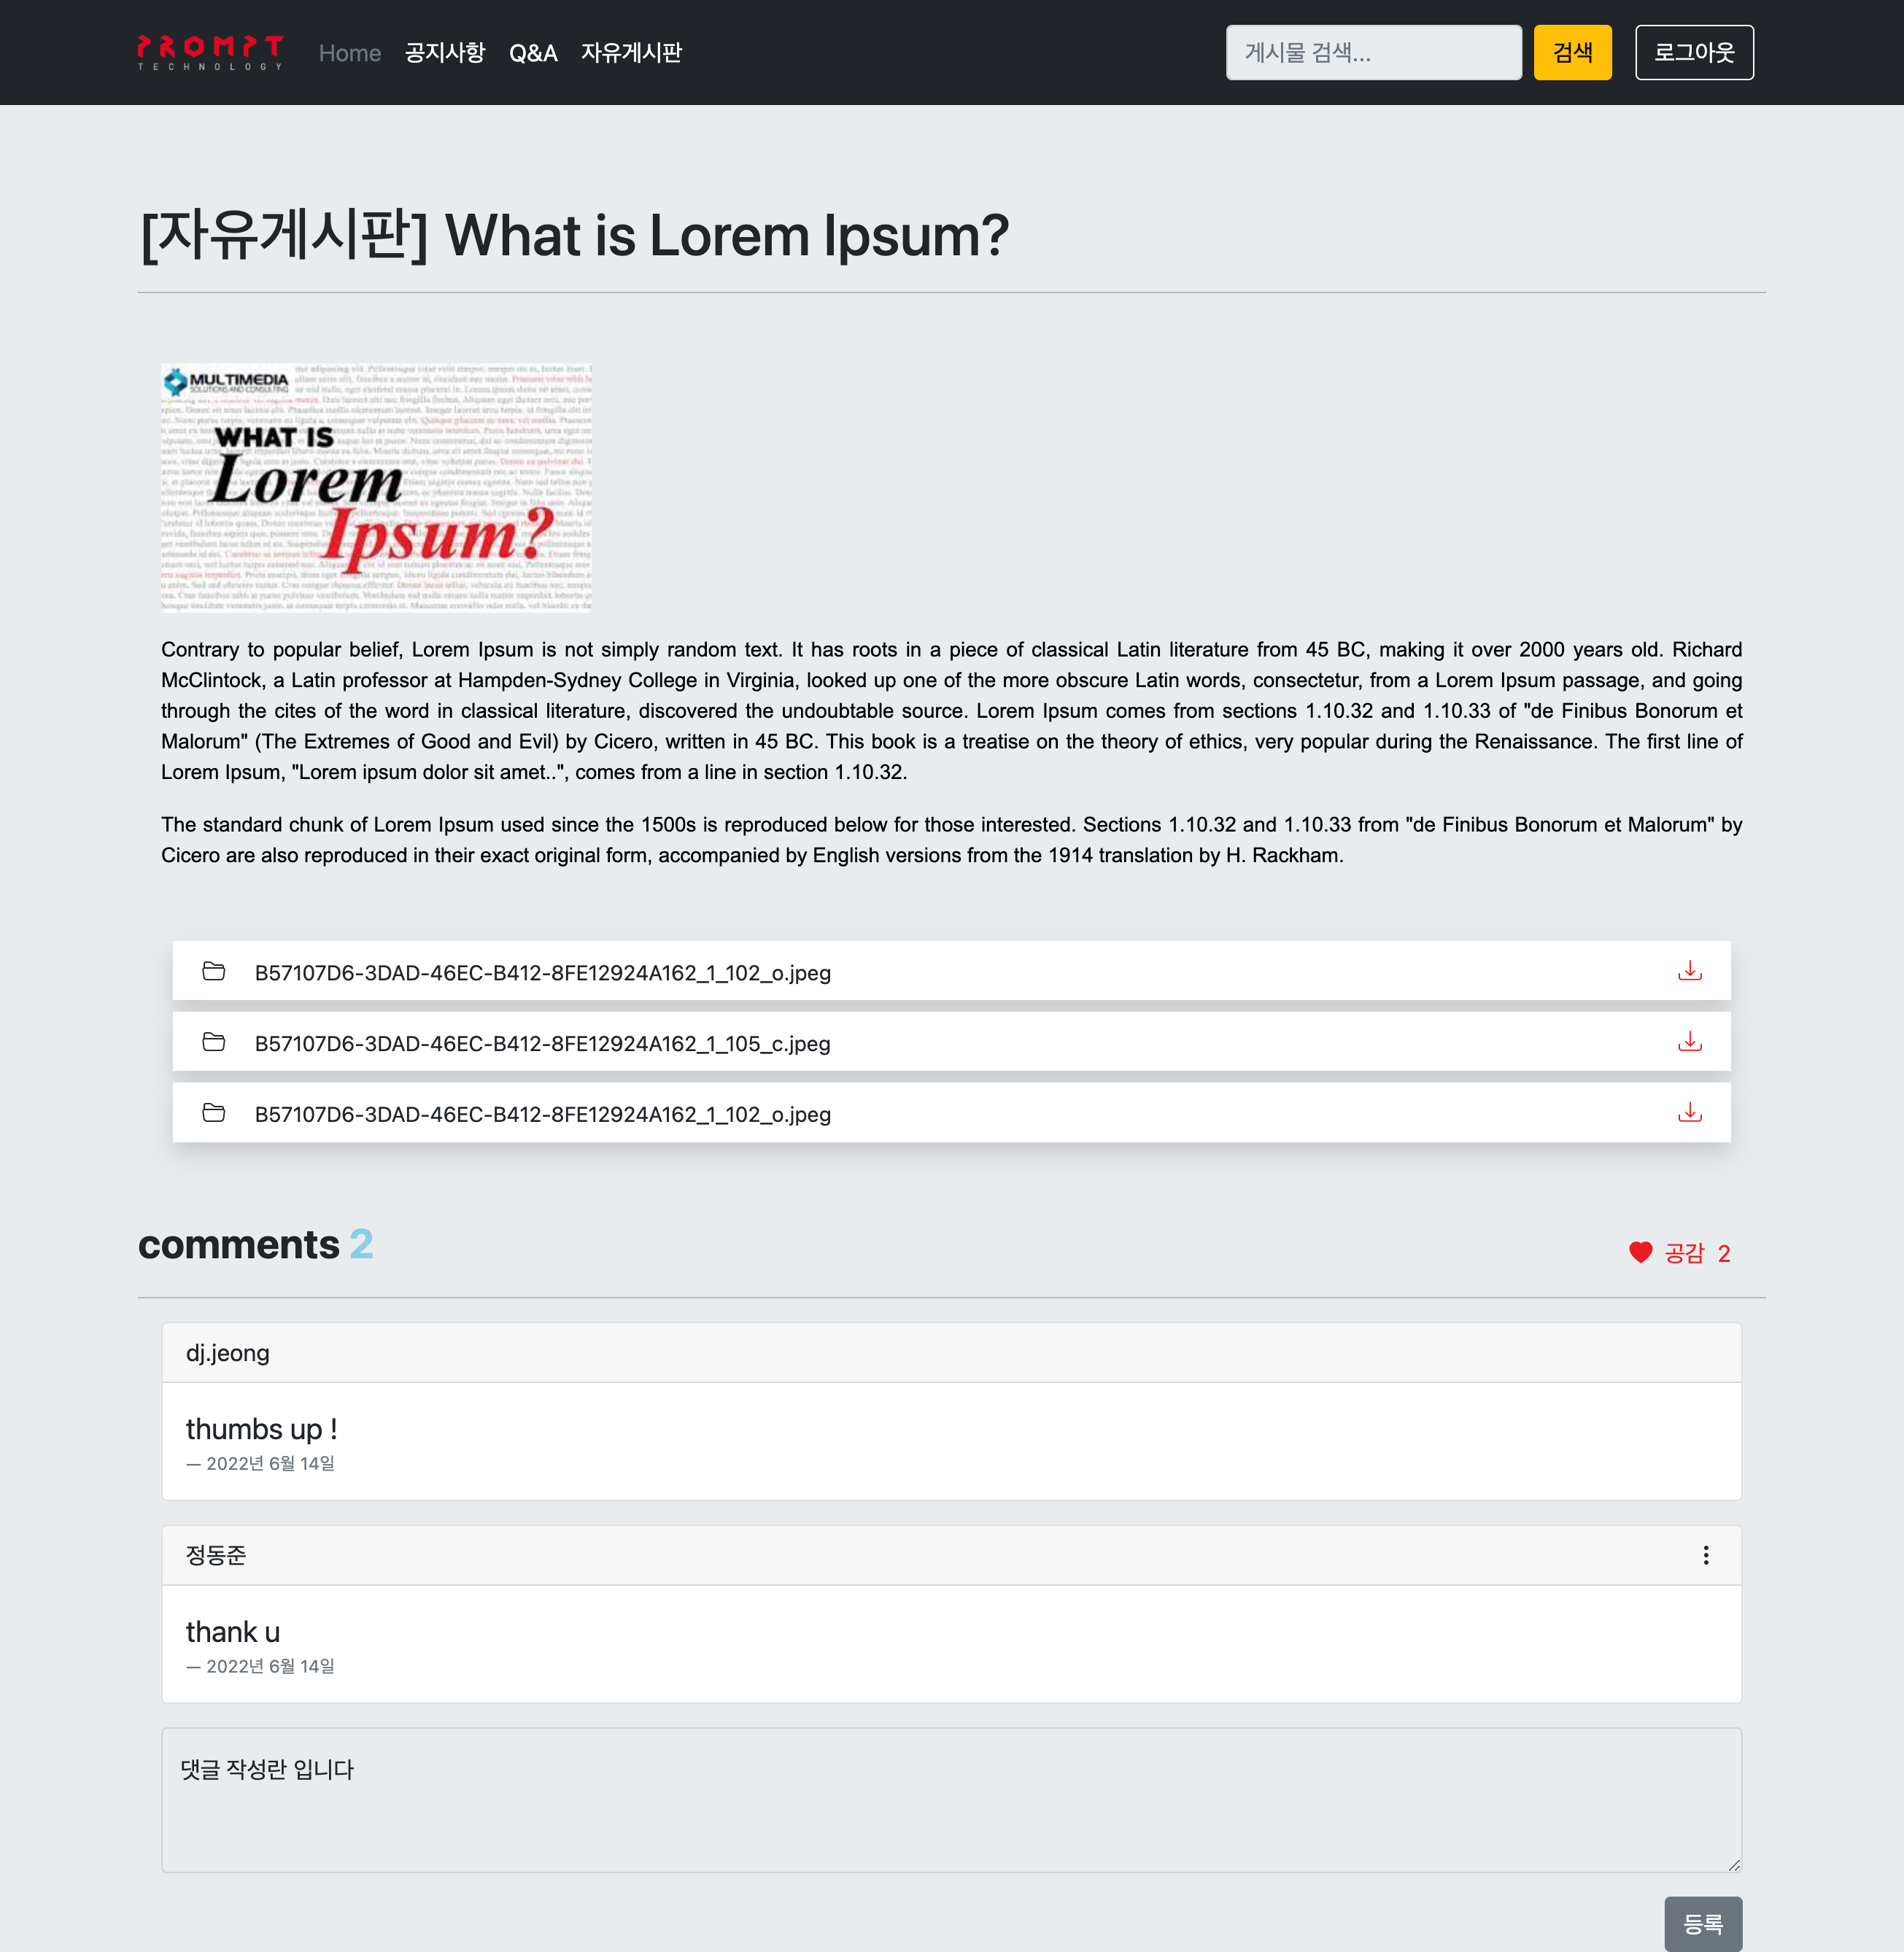 PROMPT
TECHNOLOGY
Home 공지사항 Q&A 자유게시판 게시물 검색... 검색 로그아웃
[자유게시판] What is Lorem Ipsum?
MULTIMEDIA
SOLUTIONS AND CONSULTING
WHAT IS
Lorem
Ipsum?
Contrary to popular belief, Lorem Ipsum is not simply random text. It has roots in a piece of classical Latin literature from 45 BC, making it over 2000 years old. Richard
McClintock, a Latin professor at Hampden-Sydney College in Virginia, looked up one of the more obscure Latin words, consectetur, from a Lorem Ipsum passage, and going
through the cites of the word in classical literature, discovered the undoubtable source. Lorem Ipsum comes from sections 1.10.32 and 1.10.33 of "de Finibus Bonorum et
Malorum" (The Extremes of Good and Evil) by Cicero, written in 45 BC. This book is a treatise on the theory of ethics, very popular during the Renaissance. The first line of
Lorem Ipsum, "Lorem ipsum dolor sit amet..", comes from a line in section 1.10.32.
The standard chunk of Lorem Ipsum used since the 1500s is reproduced below for those interested. Sections 1.10.32 and 1.10.33 from "de Finibus Bonorum et Malorum" by
Cicero are also reproduced in their exact original form, accompanied by English versions from the 1914 translation by H. Rackham.
B57107D6-3DAD-46EC-B412-8FE12924A162_1_102_o.jpeg
B57107D6-3DAD-46EC-B412-8FE12924A162_1_105_c.jpeg
B57107D6-3DAD-46EC-B412-8FE12924A162_1_102_o.jpeg
comments 2
공감 2
dj.jeong
thumbs up !
— 2022년 6월 14일
정동준
thank u
— 2022년 6월 14일
댓글 작성란 입니다
등록